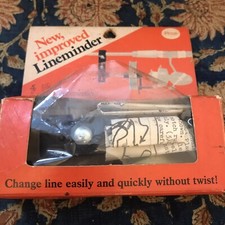 New,
improved
Lineminder
Change line easily and quickly without twist!